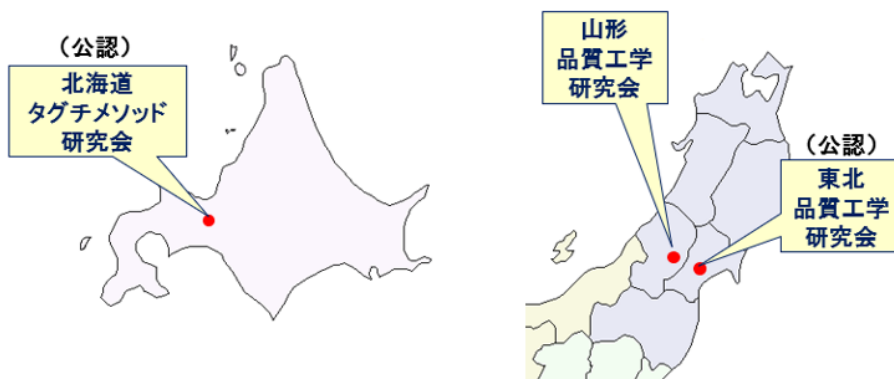 （公認）
北海道
タグチメソッド
研究会
山形
品質工学
研究会
（公認）
東北
品質工学
研究会